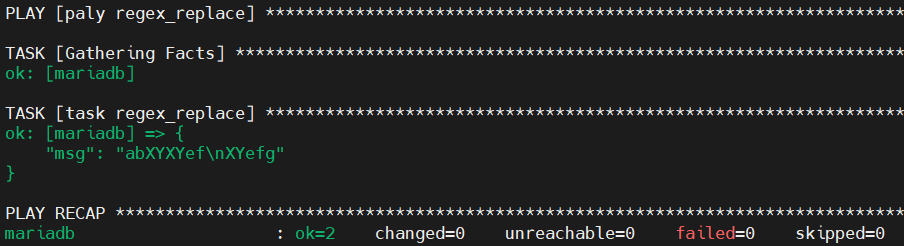 PLAY [paly regex_replace] ****************************************************************
TASK [Gathering Facts] *******************************************************************
ok: [mariadb]
TASK [task regex_replace] ****************************************************************
ok: [mariadb] => {
    "msg": "abXYXYef\nXYefg"
}
PLAY RECAP *******************************************************************************
mariadb                    : ok=2    changed=0    unreachable=0    failed=0    skipped=0